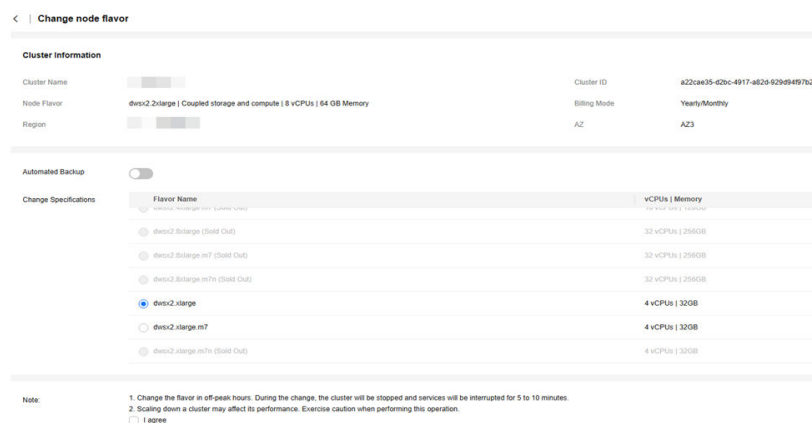 < | Change node flavor
Cluster Information
Cluster Name
Cluster ID a22cae35-d2bc-4917-a82d-929d94f97b2
Node Flavor dwsx2.2xlarge | Coupled storage and compute | 8 vCPUs | 64 GB Memory
Billing Mode Yearly/Monthly
Region
AZ AZ3
Automated Backup
Change Specifications
Flavor Name vCPUs | Memory
dwsx2.8xlarge (Sold Out) 32 vCPUs | 256GB
dwsx2.8xlarge.m7 (Sold Out) 32 vCPUs | 256GB
dwsx2.8xlarge.m7n (Sold Out) 32 vCPUs | 256GB
dwsx2.xlarge 4 vCPUs | 32GB
dwsx2.xlarge.m7 4 vCPUs | 32GB
dwsx2.xlarge.m7n (Sold Out) 4 vCPUs | 32GB
Note: 1. Change the flavor in off-peak hours. During the change, the cluster will be stopped and services will be interrupted for 5 to 10 minutes.
2. Scaling down a cluster may affect its performance. Exercise caution when performing this operation.
I agree